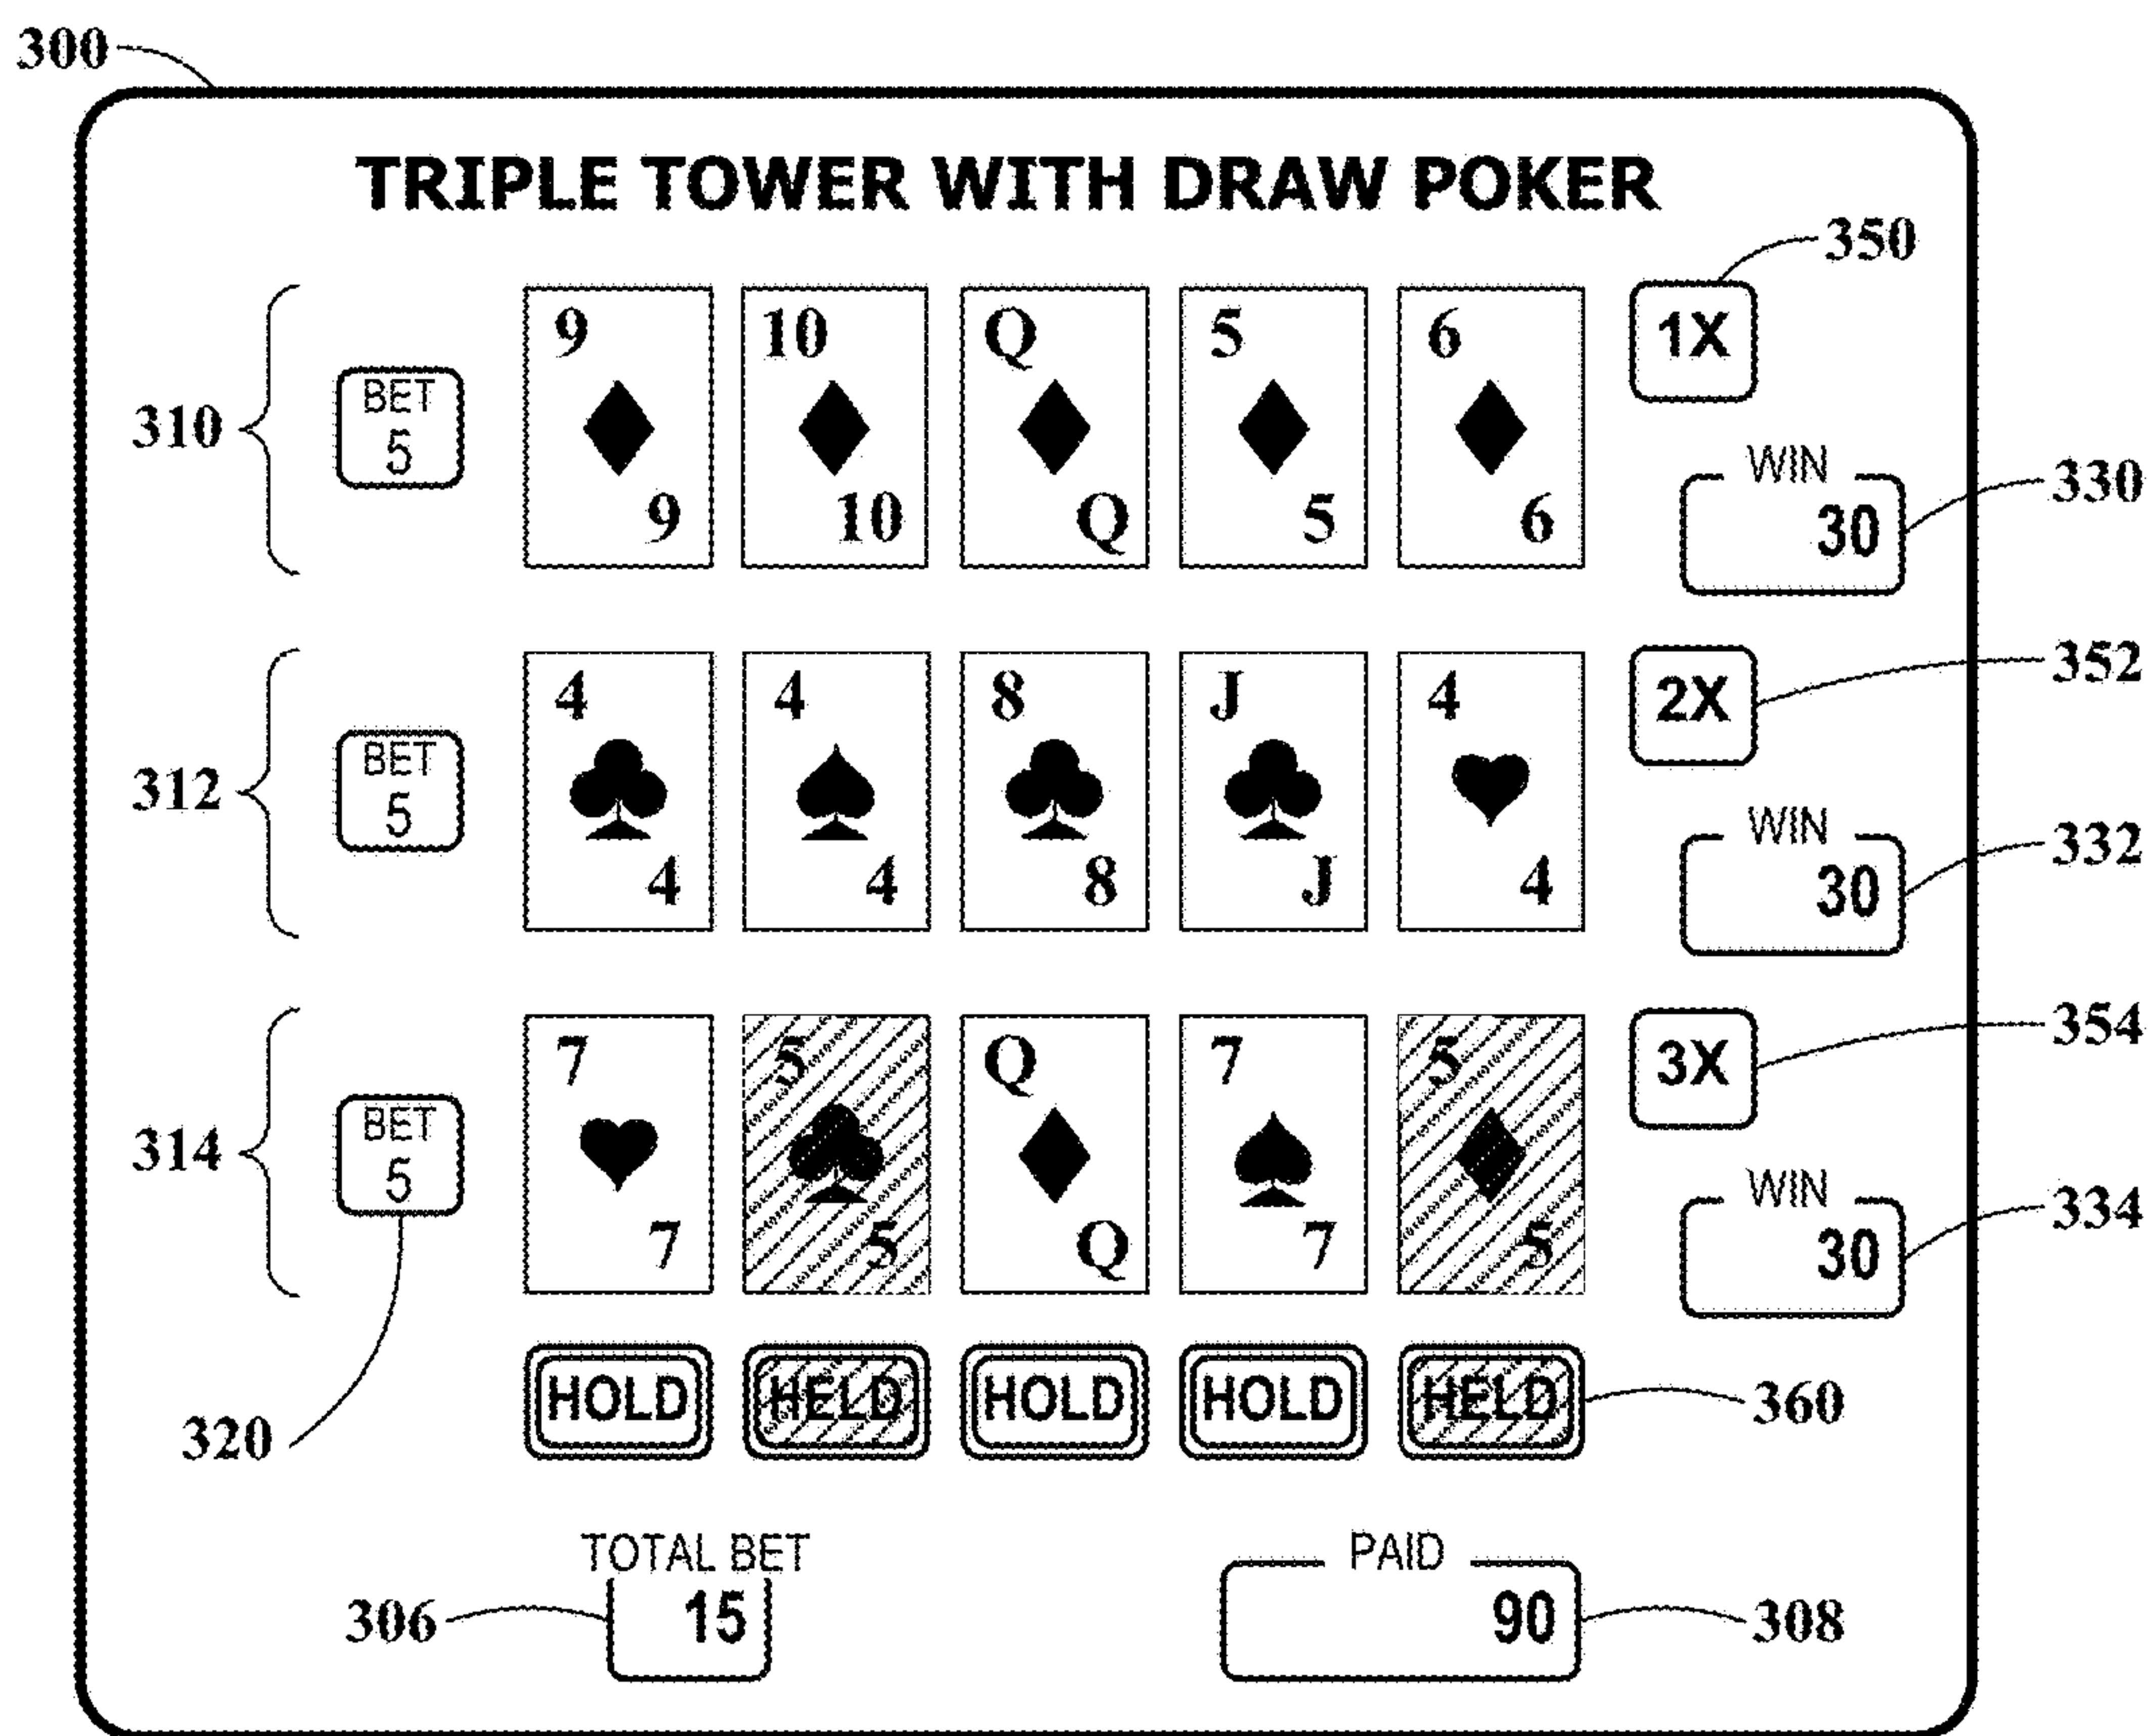 300
TRIPLE TOWER WITH DRAW POKER
350
9 10 Q 5 6 1X
310 BET 5
9 10 Q 5 6
WIN 30 330
4 4 8 J 4 2X 352
312 BET 5
4 4 8 J 4
WIN 30 332
7 5 Q 7 5 3X 354
314 BET 5
7 5 Q 7 5
WIN 30 334
320 HOLD HELD HOLD HOLD HELD 360
TOTAL BET PAID
306 15 90 308